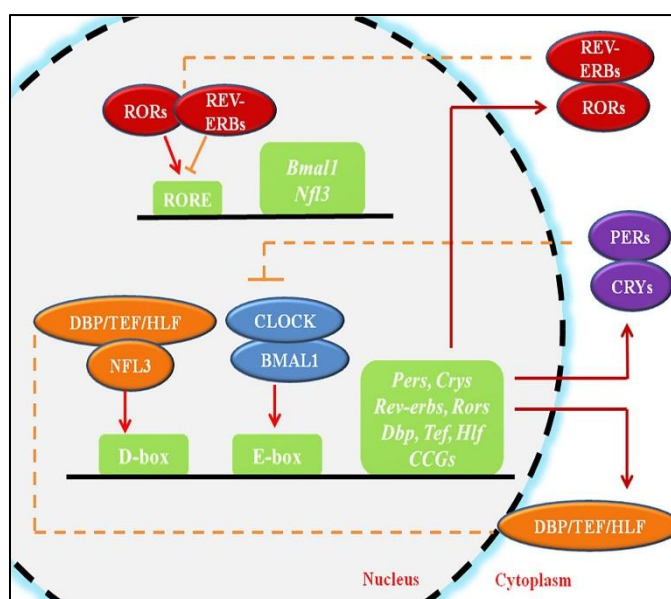 REV-
ERBs
RORs
RORs
REV-
ERBs
RORE
Bmal1
Nfl3
PERs
CRYs
DBP/TEF/HLF
NFL3
CLOCK
BMAL1
D-box
E-box
Pers, Crys
Rev-erbs, Rors
Dbp, Tef, Hlf
CCGs
DBP/TEF/HLF
Nucleus
Cytoplasm